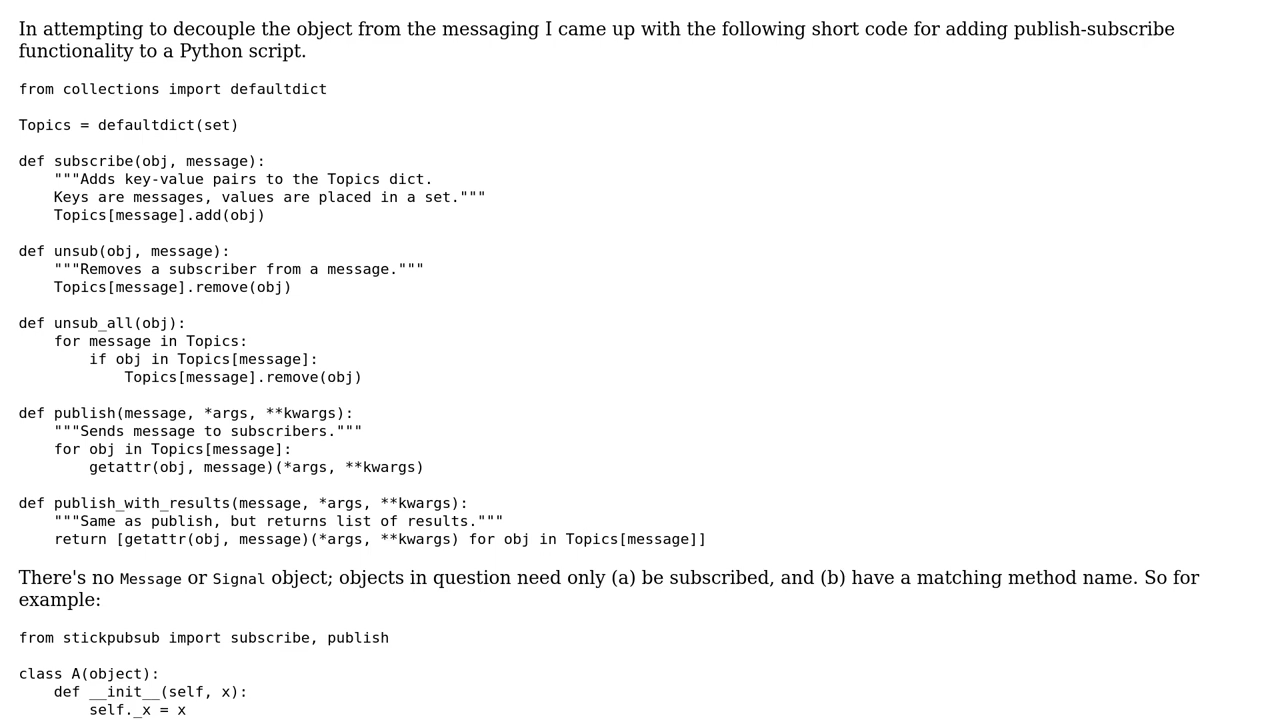 In attempting to decouple the object from the messaging I came up with the following short code for adding publish-subscribe
functionality to a Python script.
from collections import defaultdict
Topics = defaultdict(set)
def subscribe(obj, message):
    """Adds key-value pairs to the Topics dict.
    Keys are messages, values are placed in a set."""
    Topics[message].add(obj)
def unsub(obj, message):
    """Removes a subscriber from a message."""
    Topics[message].remove(obj)
def unsub_all(obj):
    for message in Topics:
        if obj in Topics[message]:
            Topics[message].remove(obj)
def publish(message, *args, **kwargs):
    """Sends message to subscribers."""
    for obj in Topics[message]:
        getattr(obj, message)(*args, **kwargs)
def publish_with_results(message, *args, **kwargs):
    """Same as publish, but returns list of results."""
    return [getattr(obj, message)(*args, **kwargs) for obj in Topics[message]]
There's no Message or Signal object; objects in question need only (a) be subscribed, and (b) have a matching method name. So for
example:
from stickpubsub import subscribe, publish
class A(object):
    def __init__(self, x):
        self._x = x